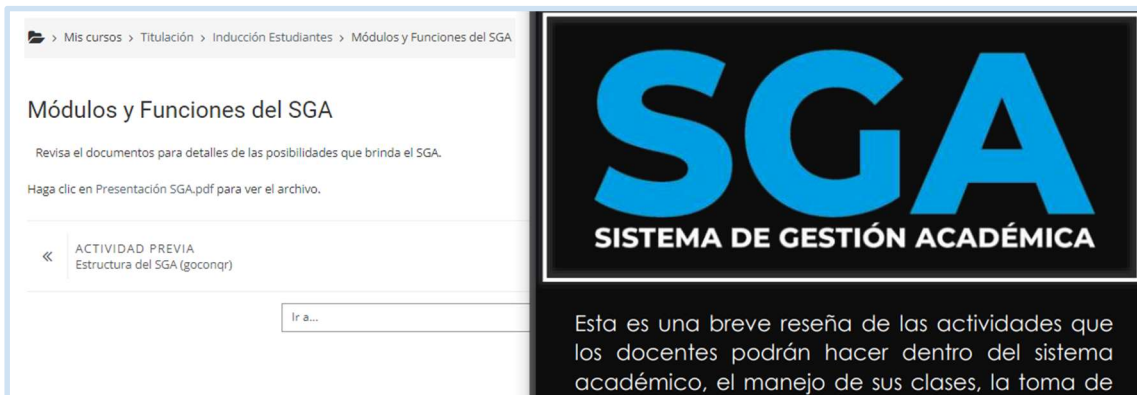 > Mis cursos > Titulación > Inducción Estudiantes > Módulos y Funciones del SGA
Módulos y Funciones del SGA
Revisa el documentos para detalles de las posibilidades que brinda el SGA.
Haga clic en Presentación SGA.pdf para ver el archivo.
«
ACTIVIDAD PREVIA
Estructura del SGA (goconqr)
Ir a...
SGA
SISTEMA DE GESTIÓN ACADÉMICA
Esta es una breve reseña de las actividades que
los docentes podrán hacer dentro del sistema
académico, el manejo de sus clases, la toma de